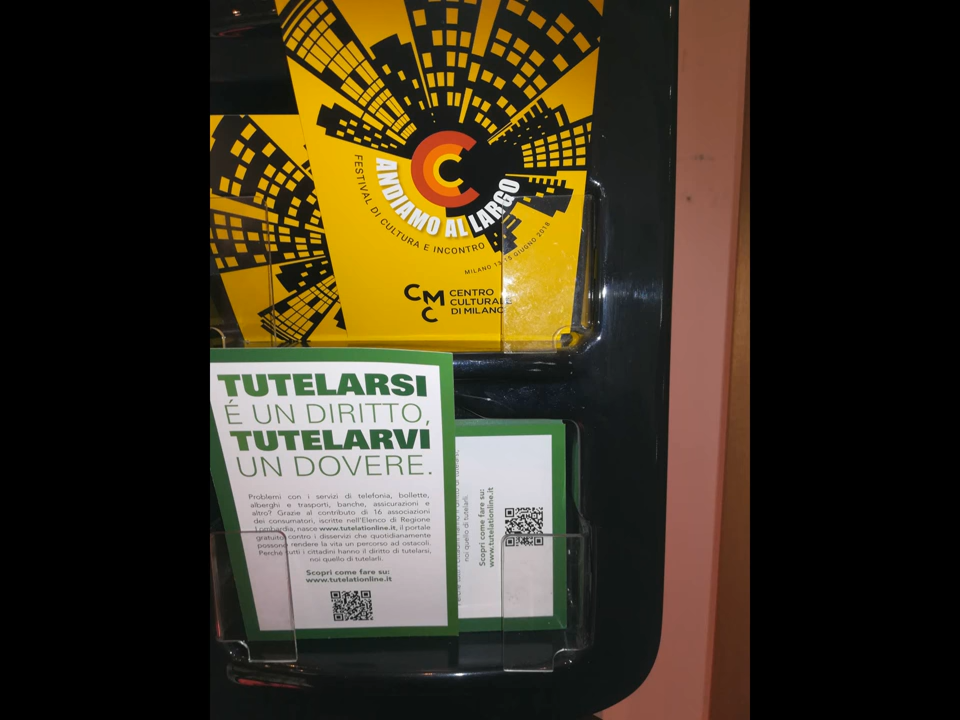 ANDIAMO AL LARGO
FESTIVAL DI CULTURA E INCONTRO
MILANO 13-15 GIUGNO 2018
CMC
CENTRO
CULTURALE
DI MILANO
TUTELARSI
É UN DIRITTO,
TUTELARVI
UN DOVERE.
Problemi con i servizi di telefonia, bollette,
alberghi e trasporti, banche, assicurazioni e
altro? Grazie al contributo di 16 associazioni
dei consumatori, iscritte nell'Elenco di Regione
Lombardia, nasce www.tutelationline.it, il portale
gratuito contro i disservizi che quotidianamente
possono rendere la vita un percorso ad ostacoli.
Perché tutti i cittadini hanno il diritto di tutelarsi,
noi quello di tutelarli.
Scopri come fare su:
www.tutelationline.it
noi quello di tutelarli.
Scopri come fare su:
www.tutelationline.it